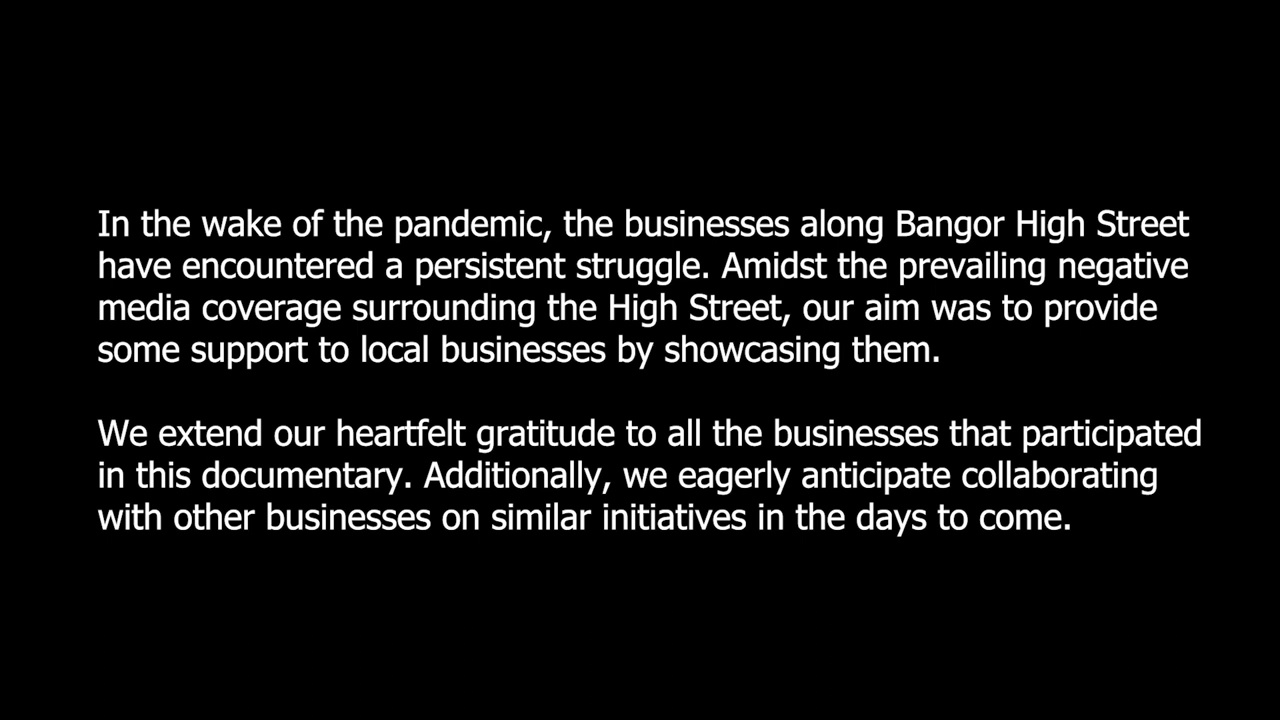 In the wake of the pandemic, the businesses along Bangor High Street
have encountered a persistent struggle. Amidst the prevailing negative
media coverage surrounding the High Street, our aim was to provide
some support to local businesses by showcasing them.
We extend our heartfelt gratitude to all the businesses that participated
in this documentary. Additionally, we eagerly anticipate collaborating
with other businesses on similar initiatives in the days to come.